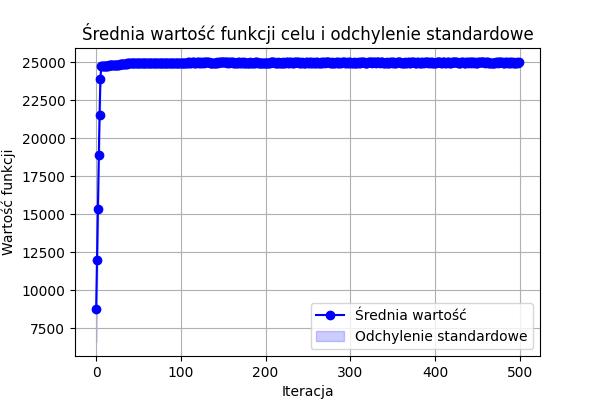 Średnia wartość funkcji celu i odchylenie standardowe
Wartość funkcji
25000
22500
20000
17500
15000
12500
10000
7500
Średnia wartość
Odchylenie standardowe
0 100 200 300 400 500
Iteracja